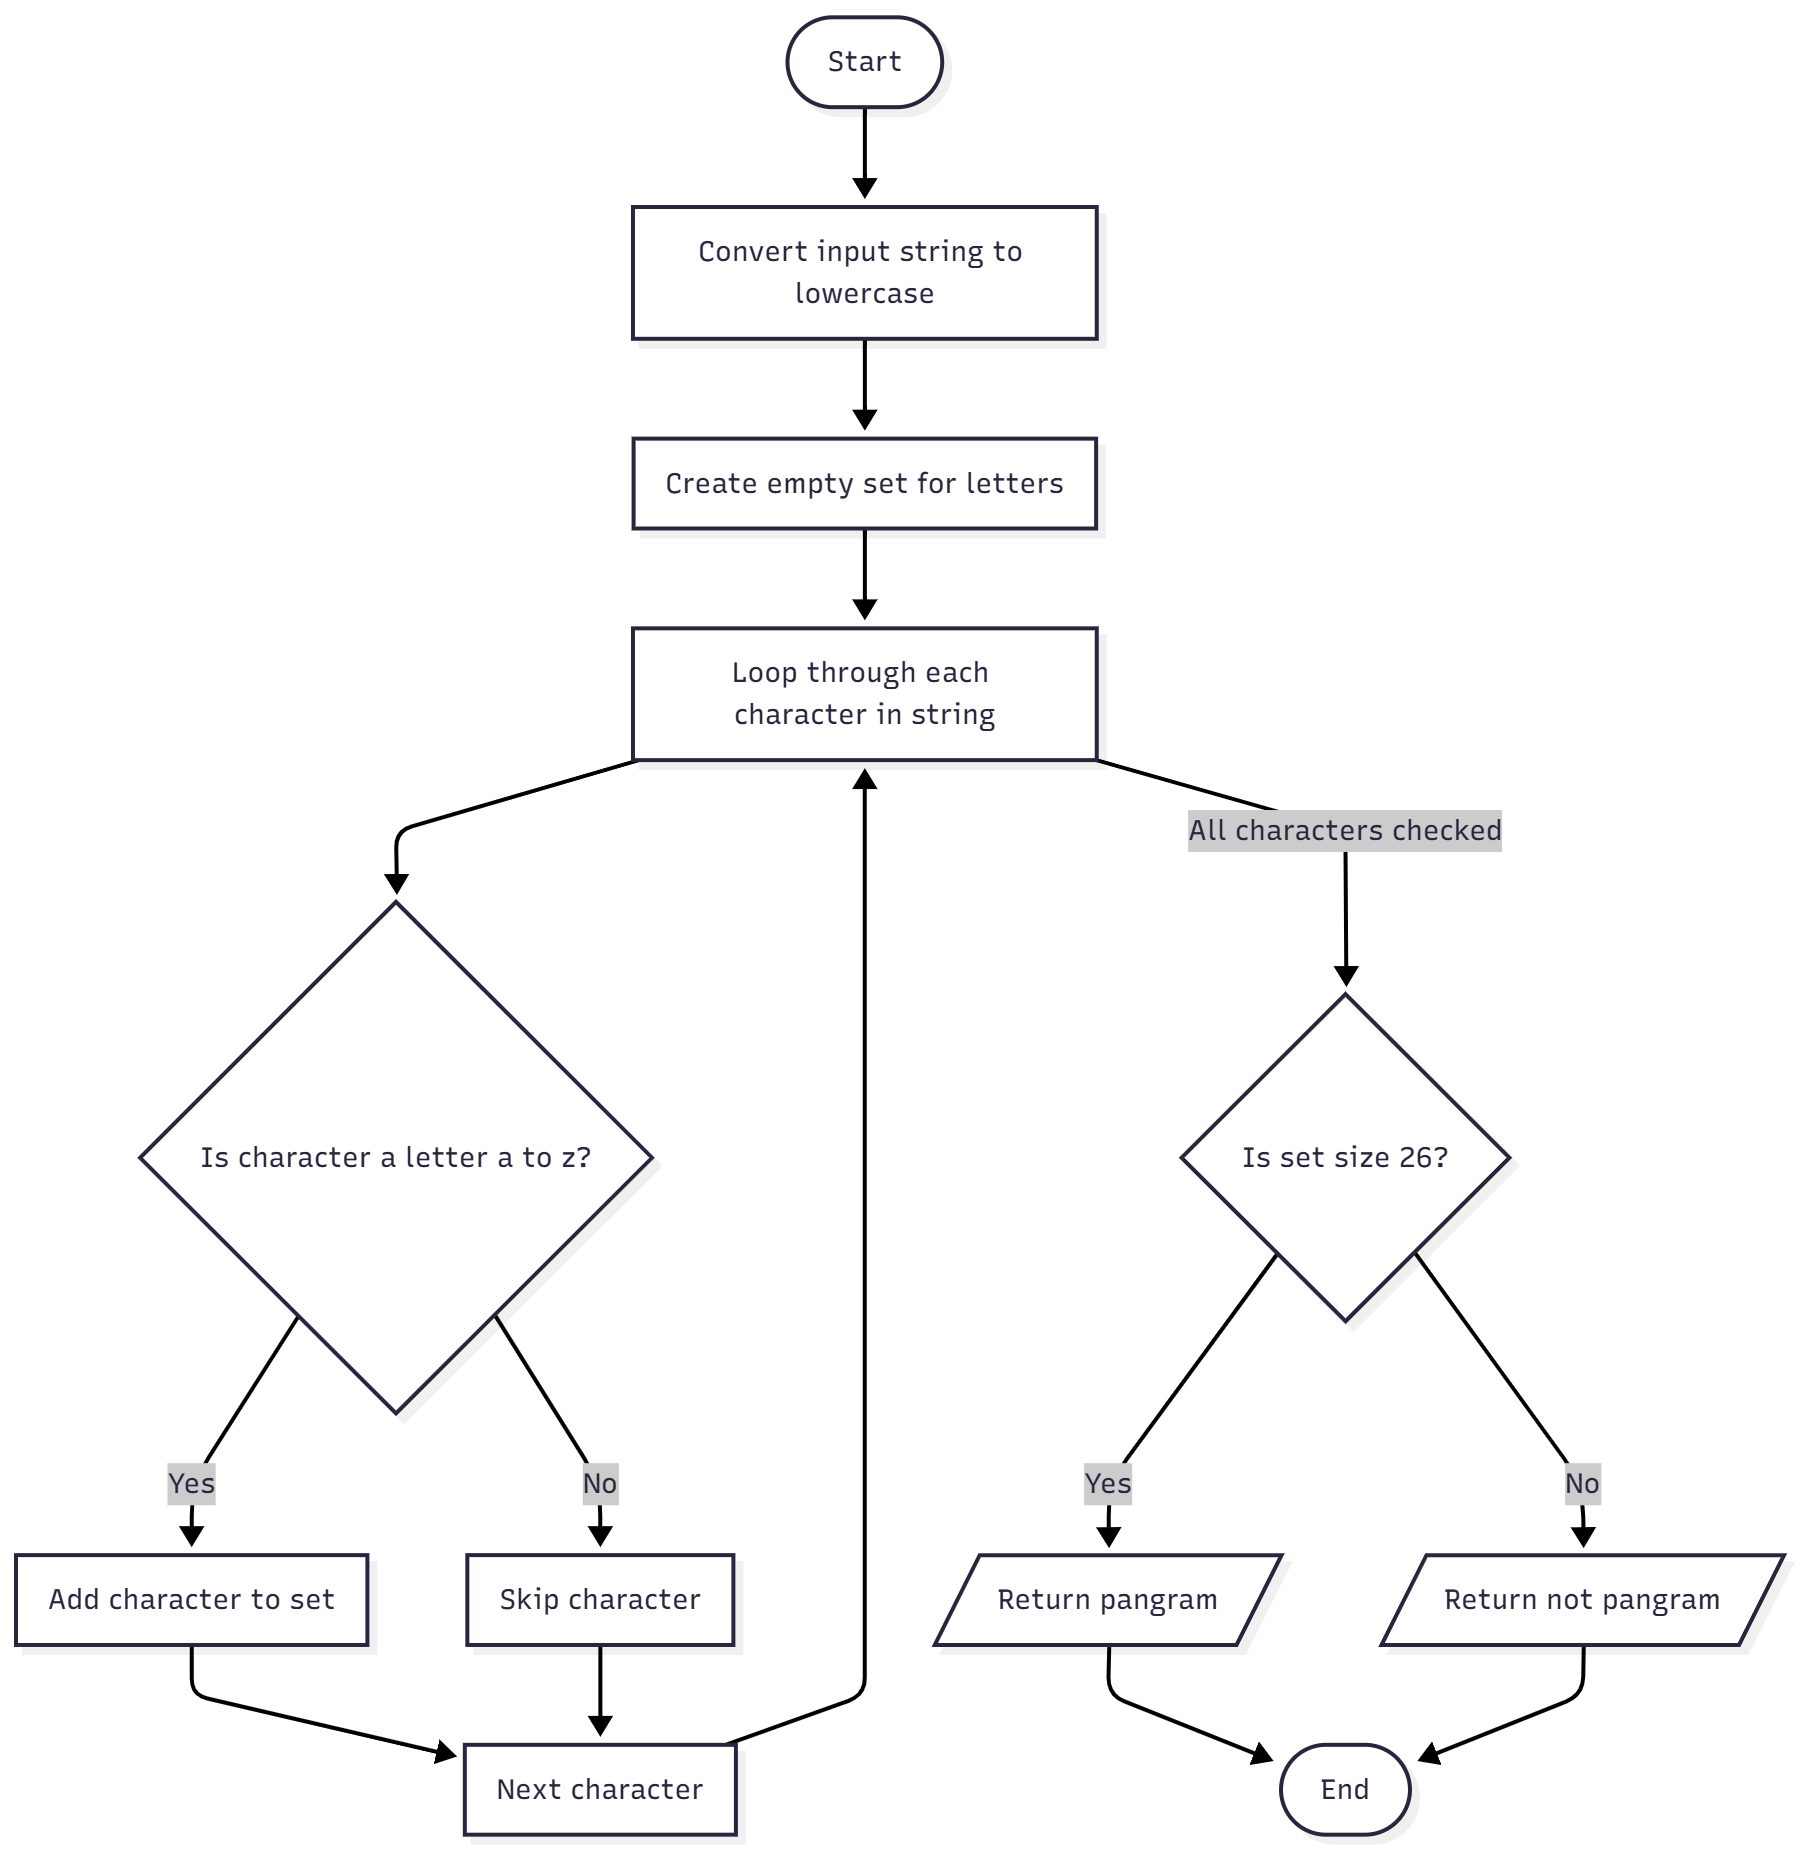 Start
Convert input string to
lowercase
Create empty set for letters
Loop through each
character in string
All characters checked
Is character a letter a to z?
Is set size 26?
Yes
No
Yes
No
Add character to set
Skip character
Return pangram
Return not pangram
Next character
End